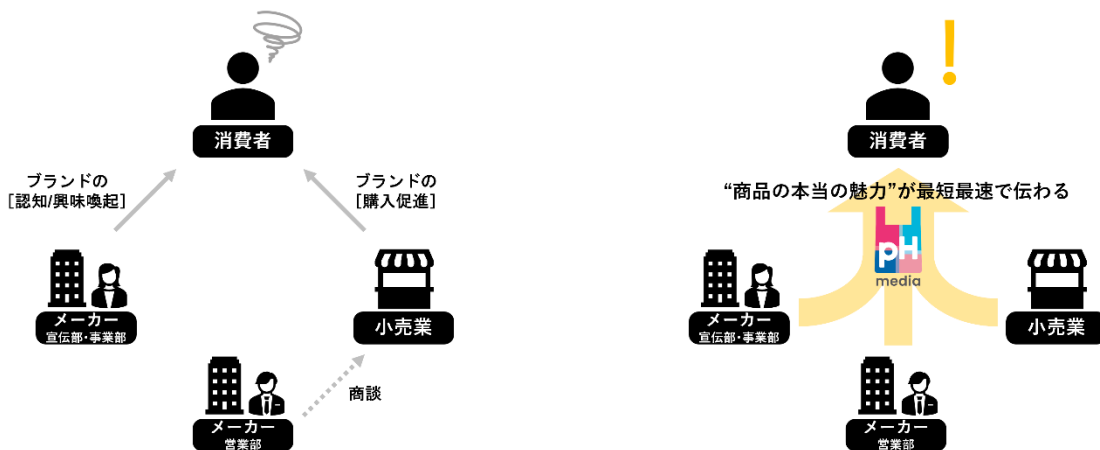 消費者
ブランドの
[認知/興味喚起]
ブランドの
[購入促進]
メーカー
宣伝部・事業部
小売業
商談
メーカー
営業部
!
消費者
“商品の本当の魅力”が最短最速で伝わる
pH
media
メーカー
宣伝部・事業部
小売業
メーカー
営業部